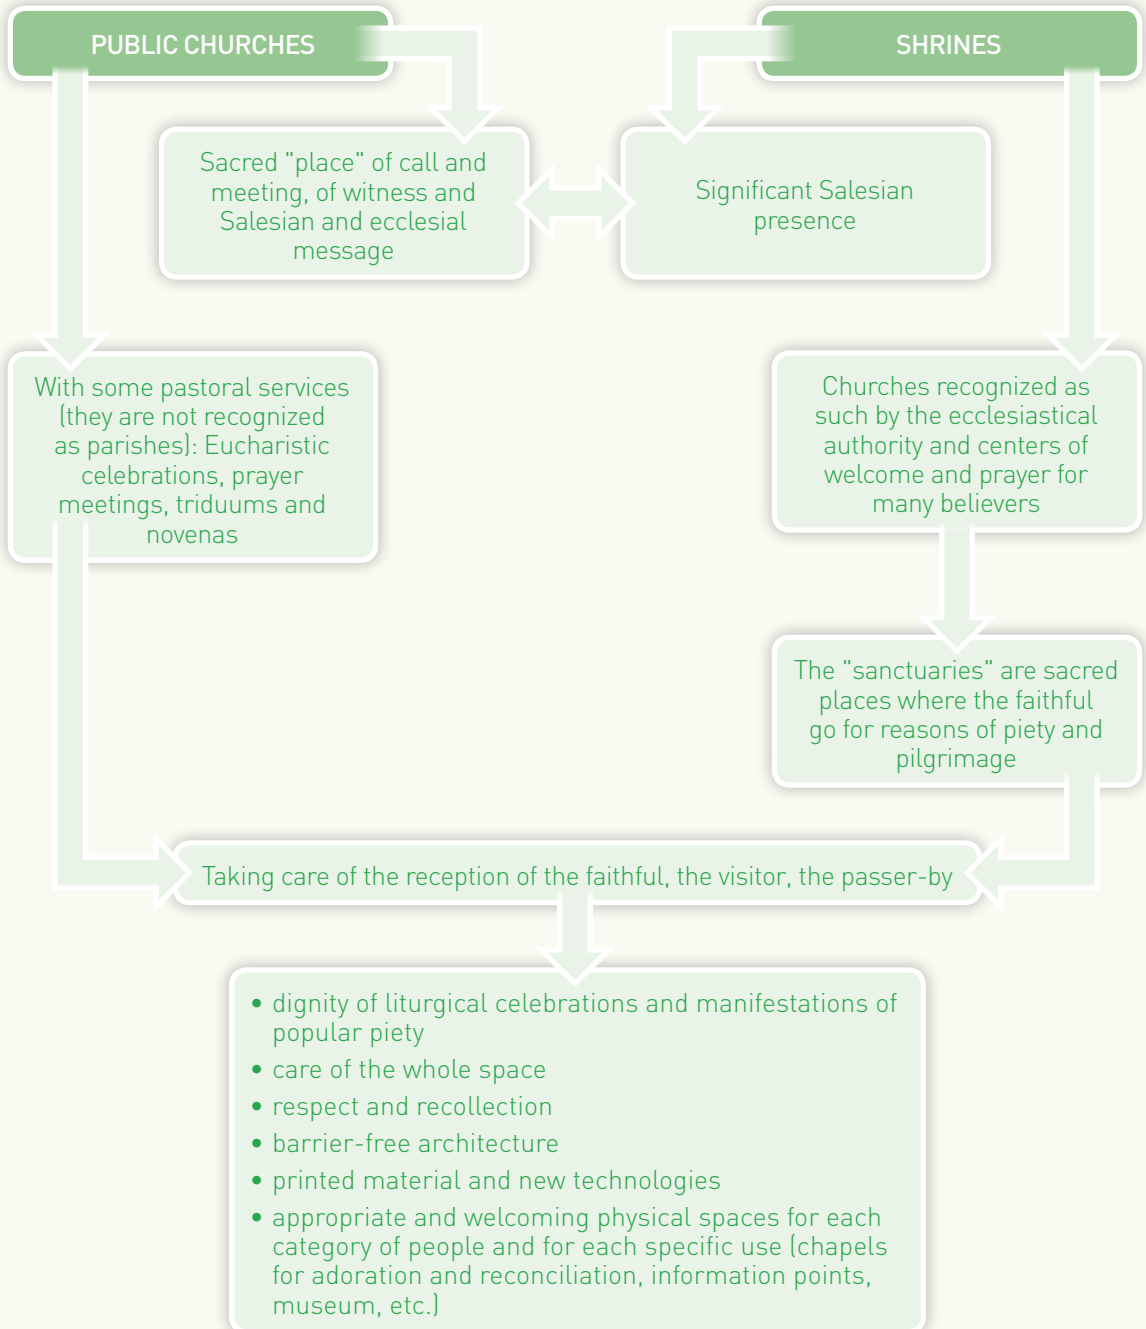 PUBLIC CHURCHES
SHRINES
Sacred "place" of call and
meeting, of witness and
Salesian and ecclesial
message
Significant Salesian
presence
With some pastoral services
(they are not recognized
as parishes): Eucharistic
celebrations, prayer
meetings, triduums and
novenas
Churches recognized as
such by the ecclesiastical
authority and centers of
welcome and prayer for
many believers
The "sanctuaries" are sacred
places where the faithful
go for reasons of piety and
pilgrimage
Taking care of the reception of the faithful, the visitor, the passer-by
• dignity of liturgical celebrations and manifestations of
popular piety
• care of the whole space
• respect and recollection
• barrier-free architecture
• printed material and new technologies
• appropriate and welcoming physical spaces for each
category of people and for each specific use (chapels
for adoration and reconciliation, information points,
museum, etc.)